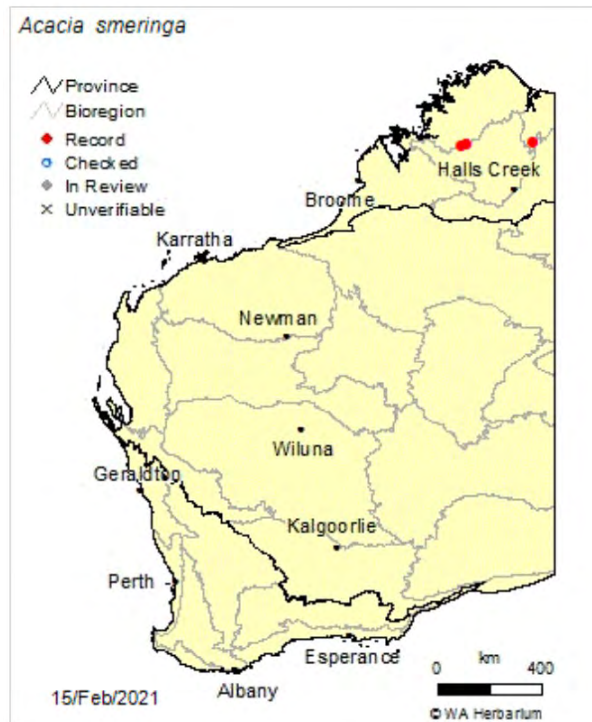 Acacia smeringa
Province
Bioregion
Record
Checked
In Review
Unverifiable
Halls Creek
Broome
Karratha
Newman
Wiluna
Geraldton
Kalgoorlie
Perth
Esperance
Albany
km
0 400
15/Feb/2021
© WA Herbarium